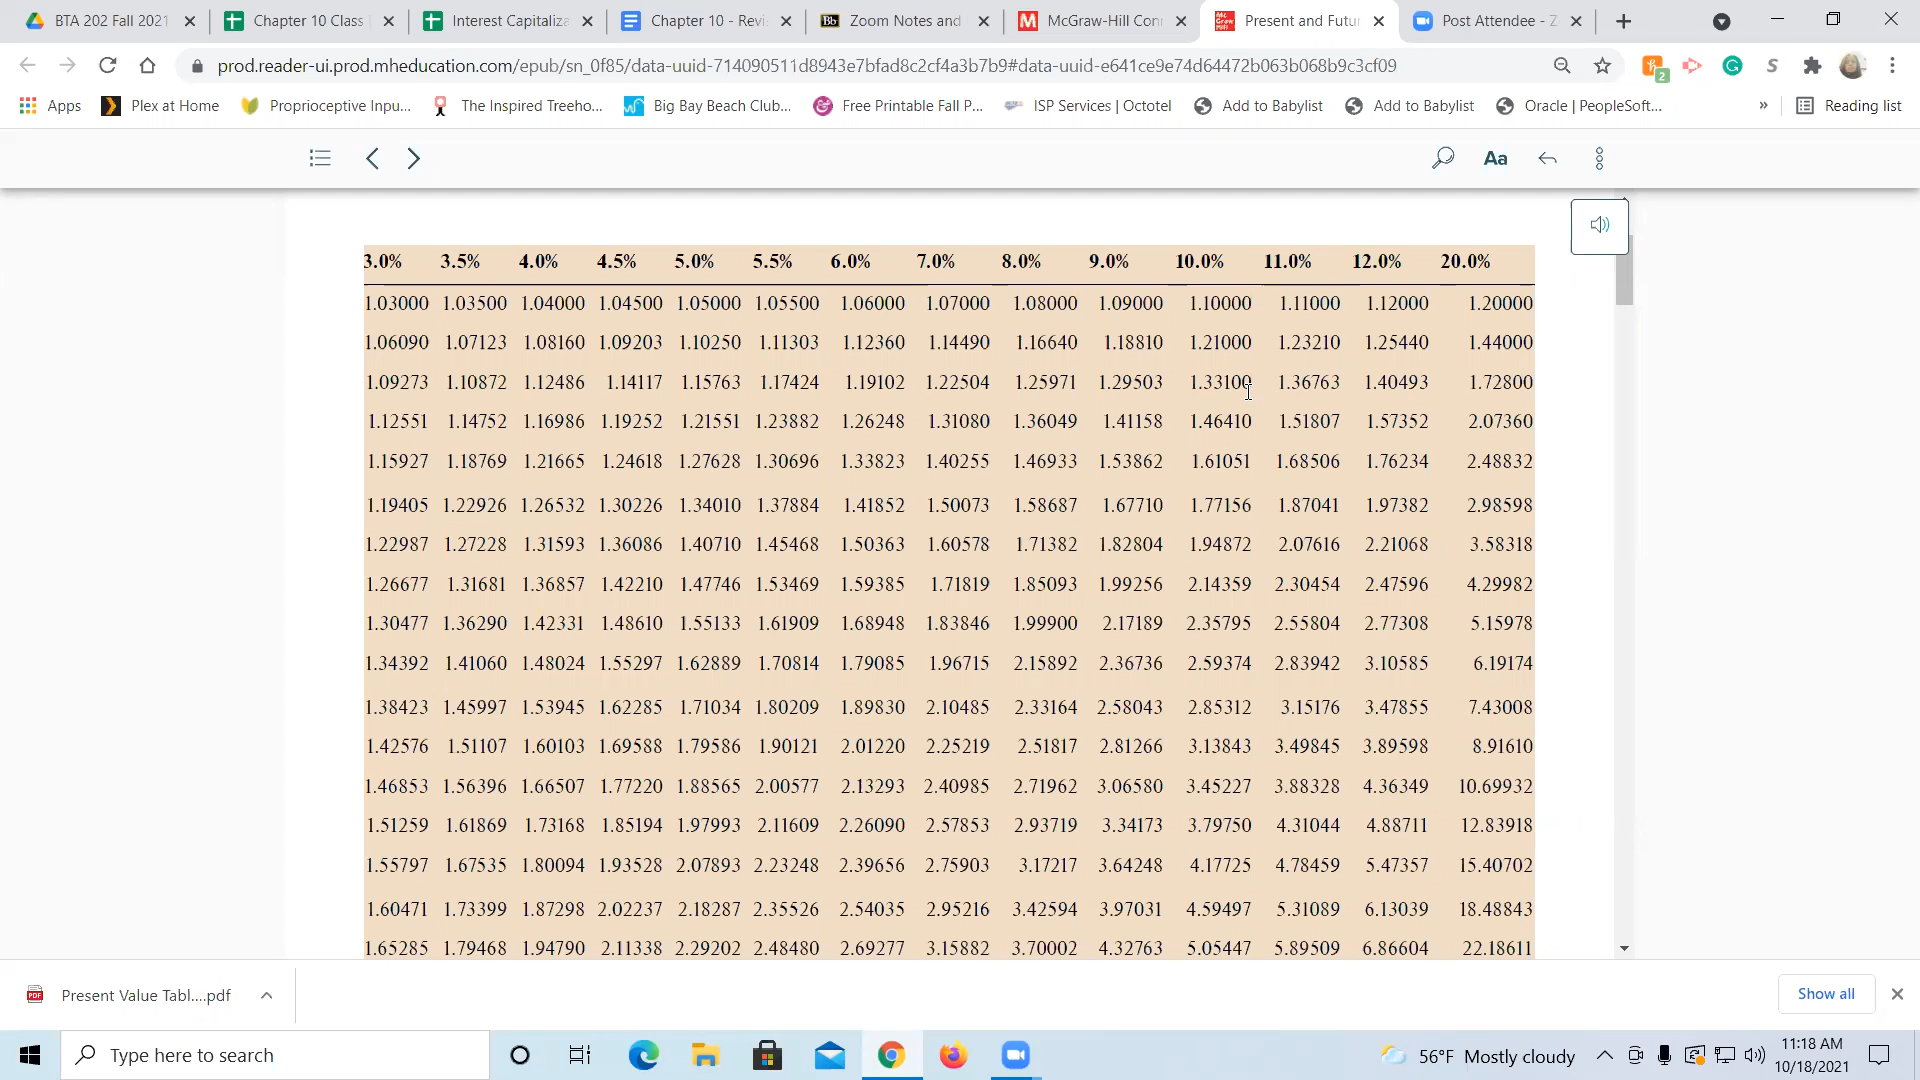 BTA 202 Fall 2021
Chapter 10 Class
Interest Capitaliza
Chapter 10 - Revi
Zoom Notes and
McGraw-Hill Conn
Present and Futu
Post Attendee - Z
prod.reader-ui.prod.mheducation.com/epub/sn_0f85/data-uuid-714090511d8943e7bfad8c2cf4a3b7b9#data-uuid-e641ce9e74d64472b063b068b9c3cf09
2
Apps
Plex at Home
Proprioceptive Inpu...
The Inspired Treeho...
Big Bay Beach Club...
Free Printable Fall P...
ISP Services | Octotel
Add to Babylist
Add to Babylist
Oracle | PeopleSoft...
»
Reading list
Aa
3.0% 3.5% 4.0% 4.5% 5.0% 5.5% 6.0% 7.0% 8.0% 9.0% 10.0% 11.0% 12.0% 20.0%
1.03000 1.03500 1.04000 1.04500 1.05000 1.05500 1.06000 1.07000 1.08000 1.09000 1.10000 1.11000 1.12000 1.20000
1.06090 1.07123 1.08160 1.09203 1.10250 1.11303 1.12360 1.14490 1.16640 1.18810 1.21000 1.23210 1.25440 1.44000
1.09273 1.10872 1.12486 1.14117 1.15763 1.17424 1.19102 1.22504 1.25971 1.29503 1.33100 1.36763 1.40493 1.72800
1.12551 1.14752 1.16986 1.19252 1.21551 1.23882 1.26248 1.31080 1.36049 1.41158 1.46410 1.51807 1.57352 2.07360
1.15927 1.18769 1.21665 1.24618 1.27628 1.30696 1.33823 1.40255 1.46933 1.53862 1.61051 1.68506 1.76234 2.48832
1.19405 1.22926 1.26532 1.30226 1.34010 1.37884 1.41852 1.50073 1.58687 1.67710 1.77156 1.87041 1.97382 2.98598
1.22987 1.27228 1.31593 1.36086 1.40710 1.45468 1.50363 1.60578 1.71382 1.82804 1.94872 2.07616 2.21068 3.58318
1.26677 1.31681 1.36857 1.42210 1.47746 1.53469 1.59385 1.71819 1.85093 1.99256 2.14359 2.30454 2.47596 4.29982
1.30477 1.36290 1.42331 1.48610 1.55133 1.61909 1.68948 1.83846 1.99900 2.17189 2.35795 2.55804 2.77308 5.15978
1.34392 1.41060 1.48024 1.55297 1.62889 1.70814 1.79085 1.96715 2.15892 2.36736 2.59374 2.83942 3.10585 6.19174
1.38423 1.45997 1.53945 1.62285 1.71034 1.80209 1.89830 2.10485 2.33164 2.58043 2.85312 3.15176 3.47855 7.43008
1.42576 1.51107 1.60103 1.69588 1.79586 1.90121 2.01220 2.25219 2.51817 2.81266 3.13843 3.49845 3.89598 8.91610
1.46853 1.56396 1.66507 1.77220 1.88565 2.00577 2.13293 2.40985 2.71962 3.06580 3.45227 3.88328 4.36349 10.69932
1.51259 1.61869 1.73168 1.85194 1.97993 2.11609 2.26090 2.57853 2.93719 3.34173 3.79750 4.31044 4.88711 12.83918
1.55797 1.67535 1.80094 1.93528 2.07893 2.23248 2.39656 2.75903 3.17217 3.64248 4.17725 4.78459 5.47357 15.40702
1.60471 1.73399 1.87298 2.02237 2.18287 2.35526 2.54035 2.95216 3.42594 3.97031 4.59497 5.31089 6.13039 18.48843
1.65285 1.79468 1.94790 2.11338 2.29202 2.48480 2.69277 3.15882 3.70002 4.32763 5.05447 5.89509 6.86604 22.18611
Present Value Tabl....pdf
Show all
Type here to search
56°F Mostly cloudy
11:18 AM
10/18/2021